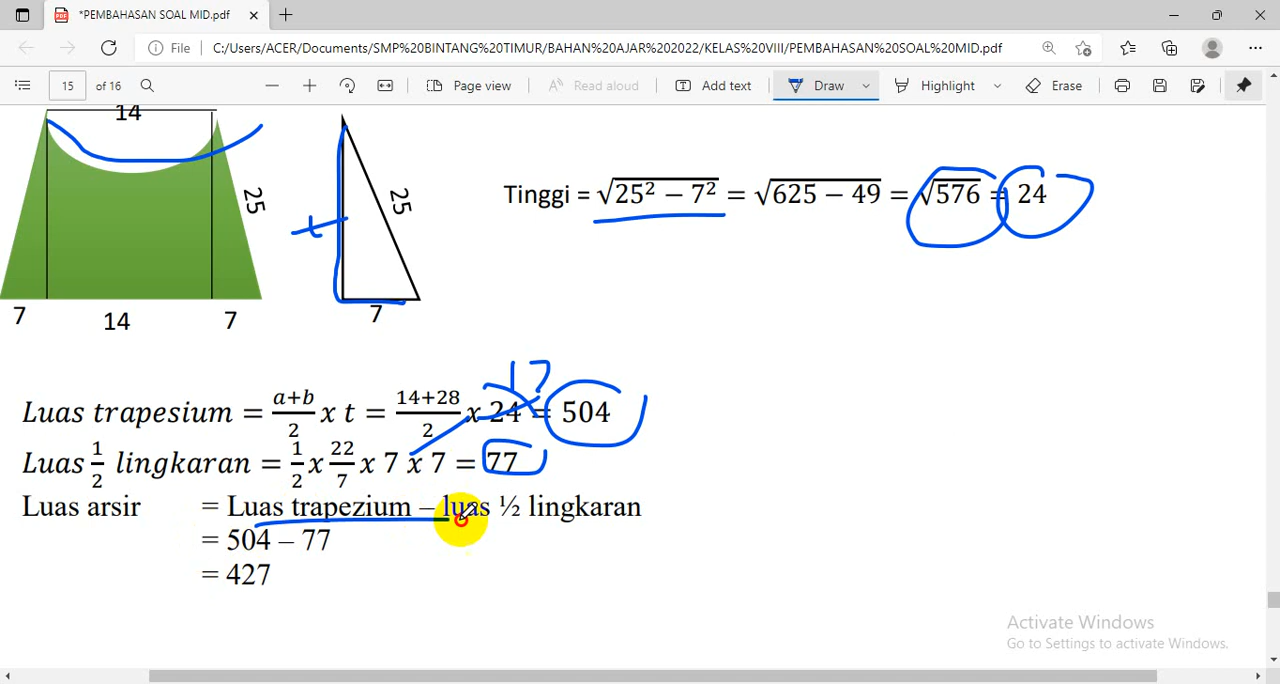 *PEMBAHASAN SOAL MID.pdf
File C:/Users/ACER/Documents/SMP%20BINTANG%20TIMUR/BAHAN%20AJAR%202022/KELAS%20VIII/PEMBAHASAN%20SOAL%20MID.pdf
15 of 16 Page view Read aloud Add text Draw Highlight Erase
14
25
7 14 7
t
25
7
Tinggi = √25² − 7² = √625 − 49 = √576 = 24
12
Luas trapesium = a+b/2 x t = 14+28/2 x 24 = 504
Luas 1/2 lingkaran = 1/2 x 22/7 x 7 x 7 = 77
Luas arsir = Luas trapezium – luas ½ lingkaran
= 504 – 77
= 427
Activate Windows
Go to Settings to activate Windows.